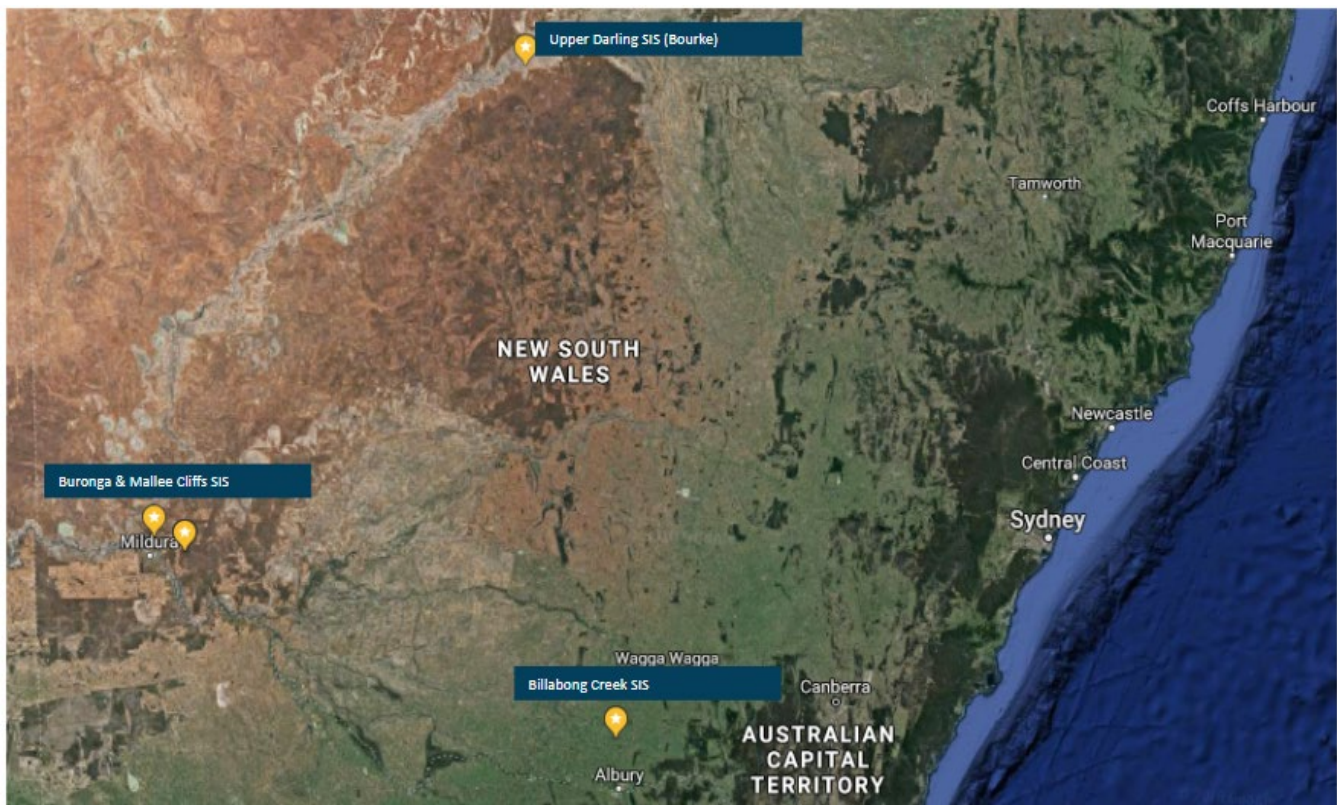 Upper Darling SIS (Bourke)
Coffs Harbour
Tamworth
Port
Macquarie
NEW SOUTH
WALES
Newcastle
Central Coast
Buronga & Mallee Cliffs SIS
Sydney
Mildura
Wagga Wagga
Billabong Creek SIS
Canberra
AUSTRALIAN
CAPITAL
TERRITORY
Albury